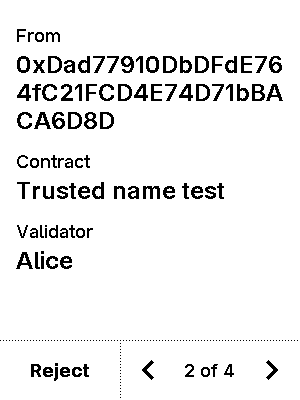 From
0xDad77910DbDFdE76
4fC21FCD4E74D71bBA
CA6D8D
Contract
Trusted name test
Validator
Alice
Reject
2 of 4